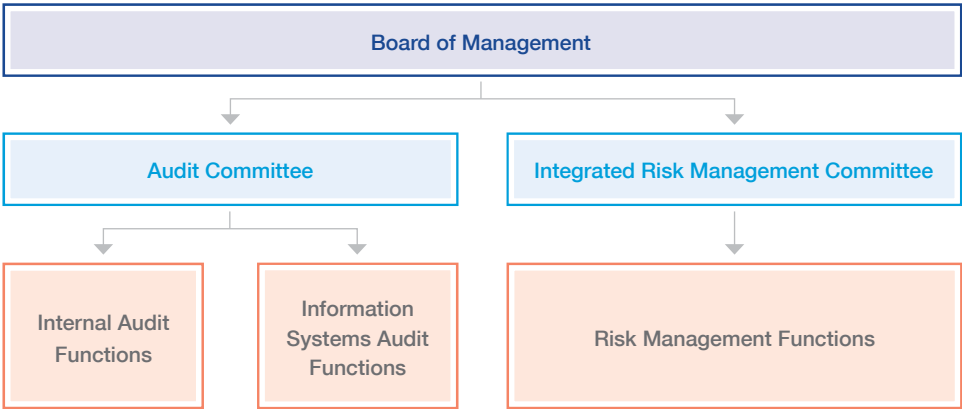 Board of Management
Audit Committee
Integrated Risk Management Committee
Internal Audit
Functions
Information
Systems Audit
Functions
Risk Management Functions